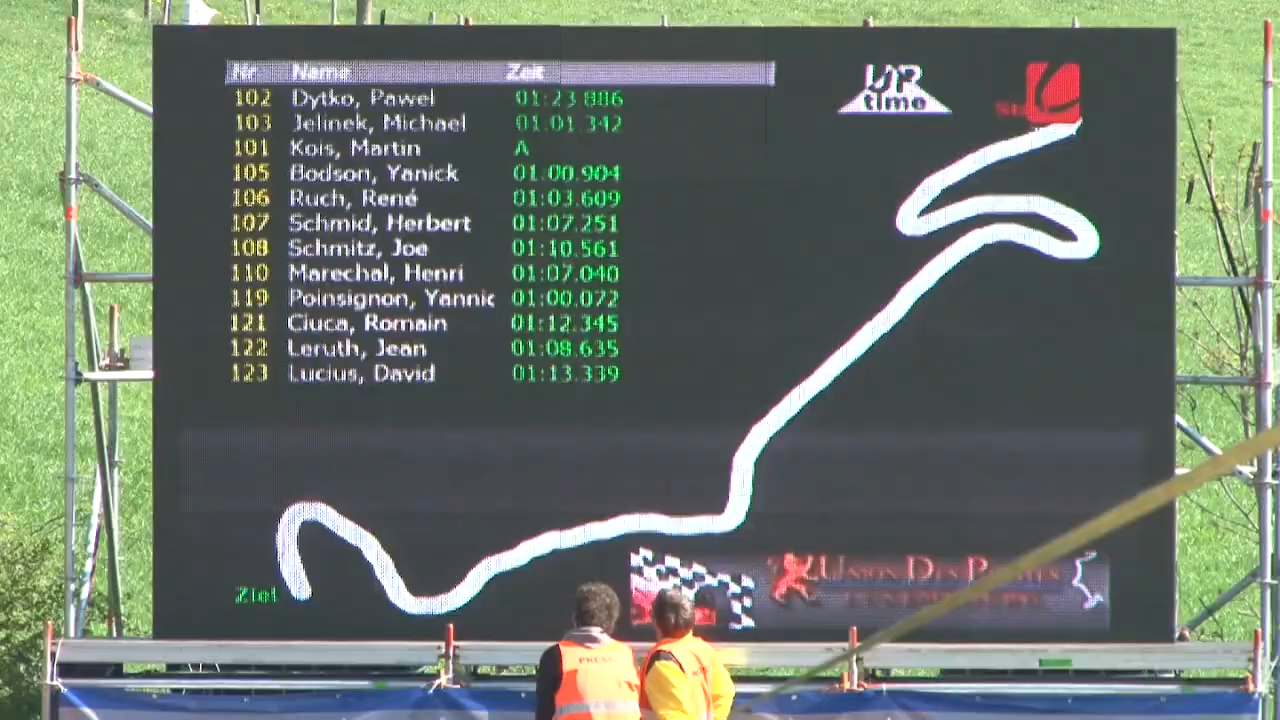 Nr Name Zeit
102 Dytko, Pawel 01:23 886
103 Jelinek, Michael 01:01.342
101 Kois, Martin A
105 Bodson, Yanick 01:00.904
106 Ruch, René 01:03.609
107 Schmid, Herbert 01:07.251
108 Schmitz, Joe 01:10.561
110 Marechal, Henri 01:07.040
119 Poinsignon, Yannic 01:00.072
121 Ciuca, Romain 01:12.345
122 Leruth, Jean 01:08.635
123 Lucius, David 01:13.339
UP
time
Ziel
Union Des Pilotes
PRESS